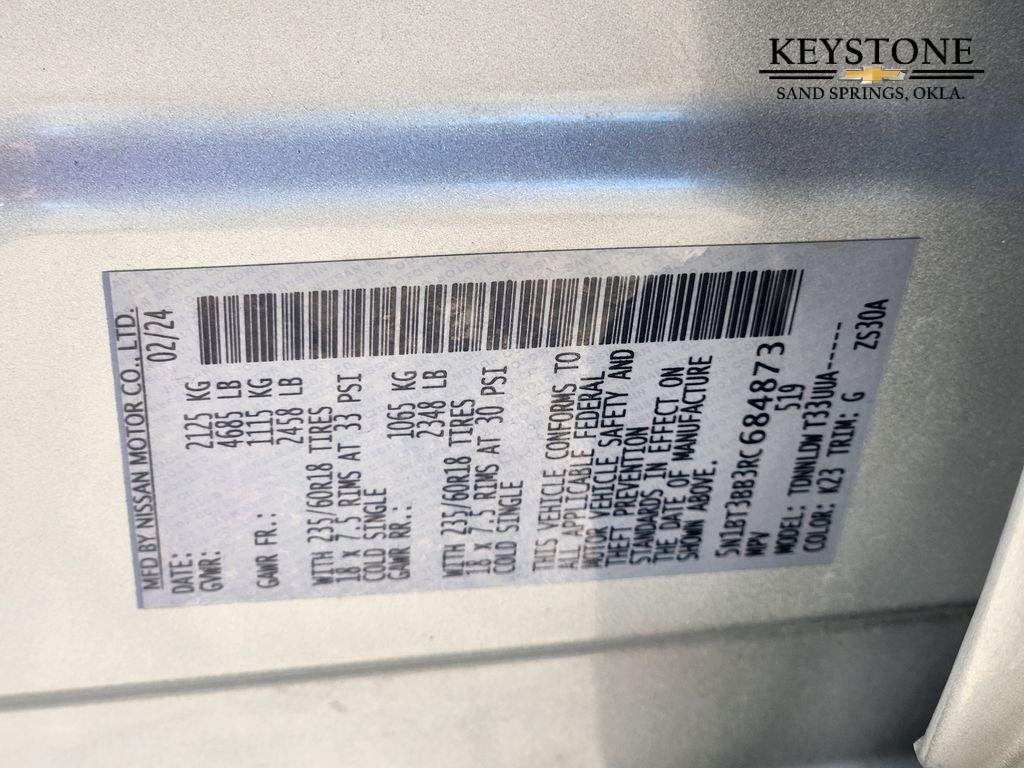 KEYSTONE
SAND SPRINGS, OKLA.
MFD BY NISSAN MOTOR CO., LTD.
DATE: 02/24
GVWR: 2125 KG
4685 LB
GAWR FR.: 1115 KG
2458 LB
WITH 235/60R18 TIRES
18 X 7.5 RIMS AT 33 PSI
COLD SINGLE
GAWR RR.: 1065 KG
2348 LB
WITH 235/60R18 TIRES
18 X 7.5 RIMS AT 30 PSI
COLD SINGLE
THIS VEHICLE CONFORMS TO
ALL APPLICABLE FEDERAL
MOTOR VEHICLE SAFETY AND
THEFT PREVENTION
STANDARDS IN EFFECT ON
THE DATE OF MANUFACTURE
SHOWN ABOVE.
5N1BT3BB3RC684873
MPV 519
MODEL: TDNNLDW T33UUA-----
COLOR: K23 TRIM: G ZS30A